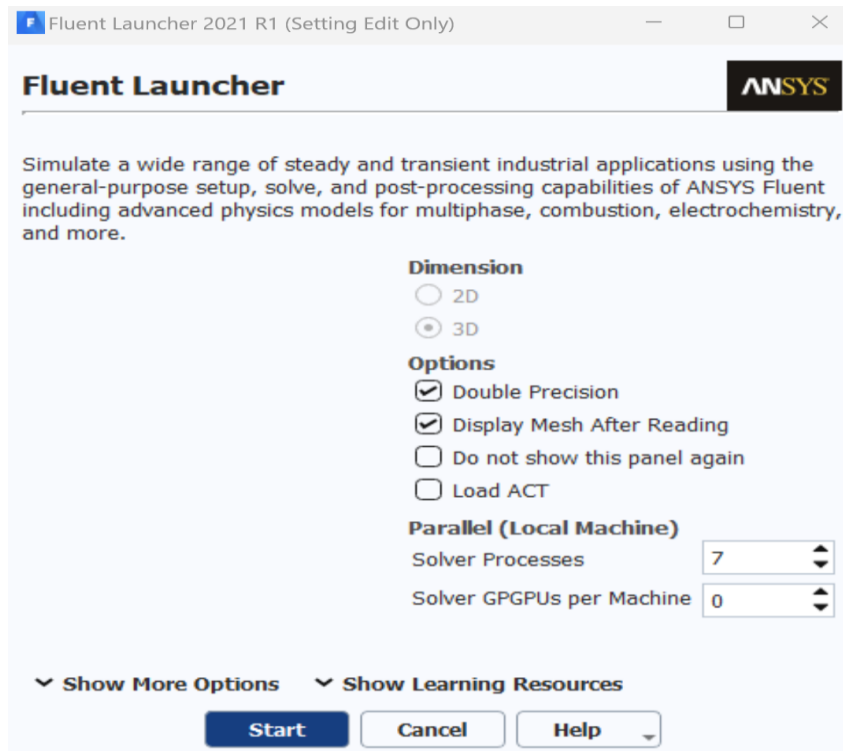 Fluent Launcher 2021 R1 (Setting Edit Only)
Fluent Launcher
ANSYS
Simulate a wide range of steady and transient industrial applications using the
general-purpose setup, solve, and post-processing capabilities of ANSYS Fluent
including advanced physics models for multiphase, combustion, electrochemistry,
and more.
Dimension
2D
3D
Options
Double Precision
Display Mesh After Reading
Do not show this panel again
Load ACT
Parallel (Local Machine)
Solver Processes 7
Solver GPGPUs per Machine 0
Show More Options Show Learning Resources
Start Cancel Help